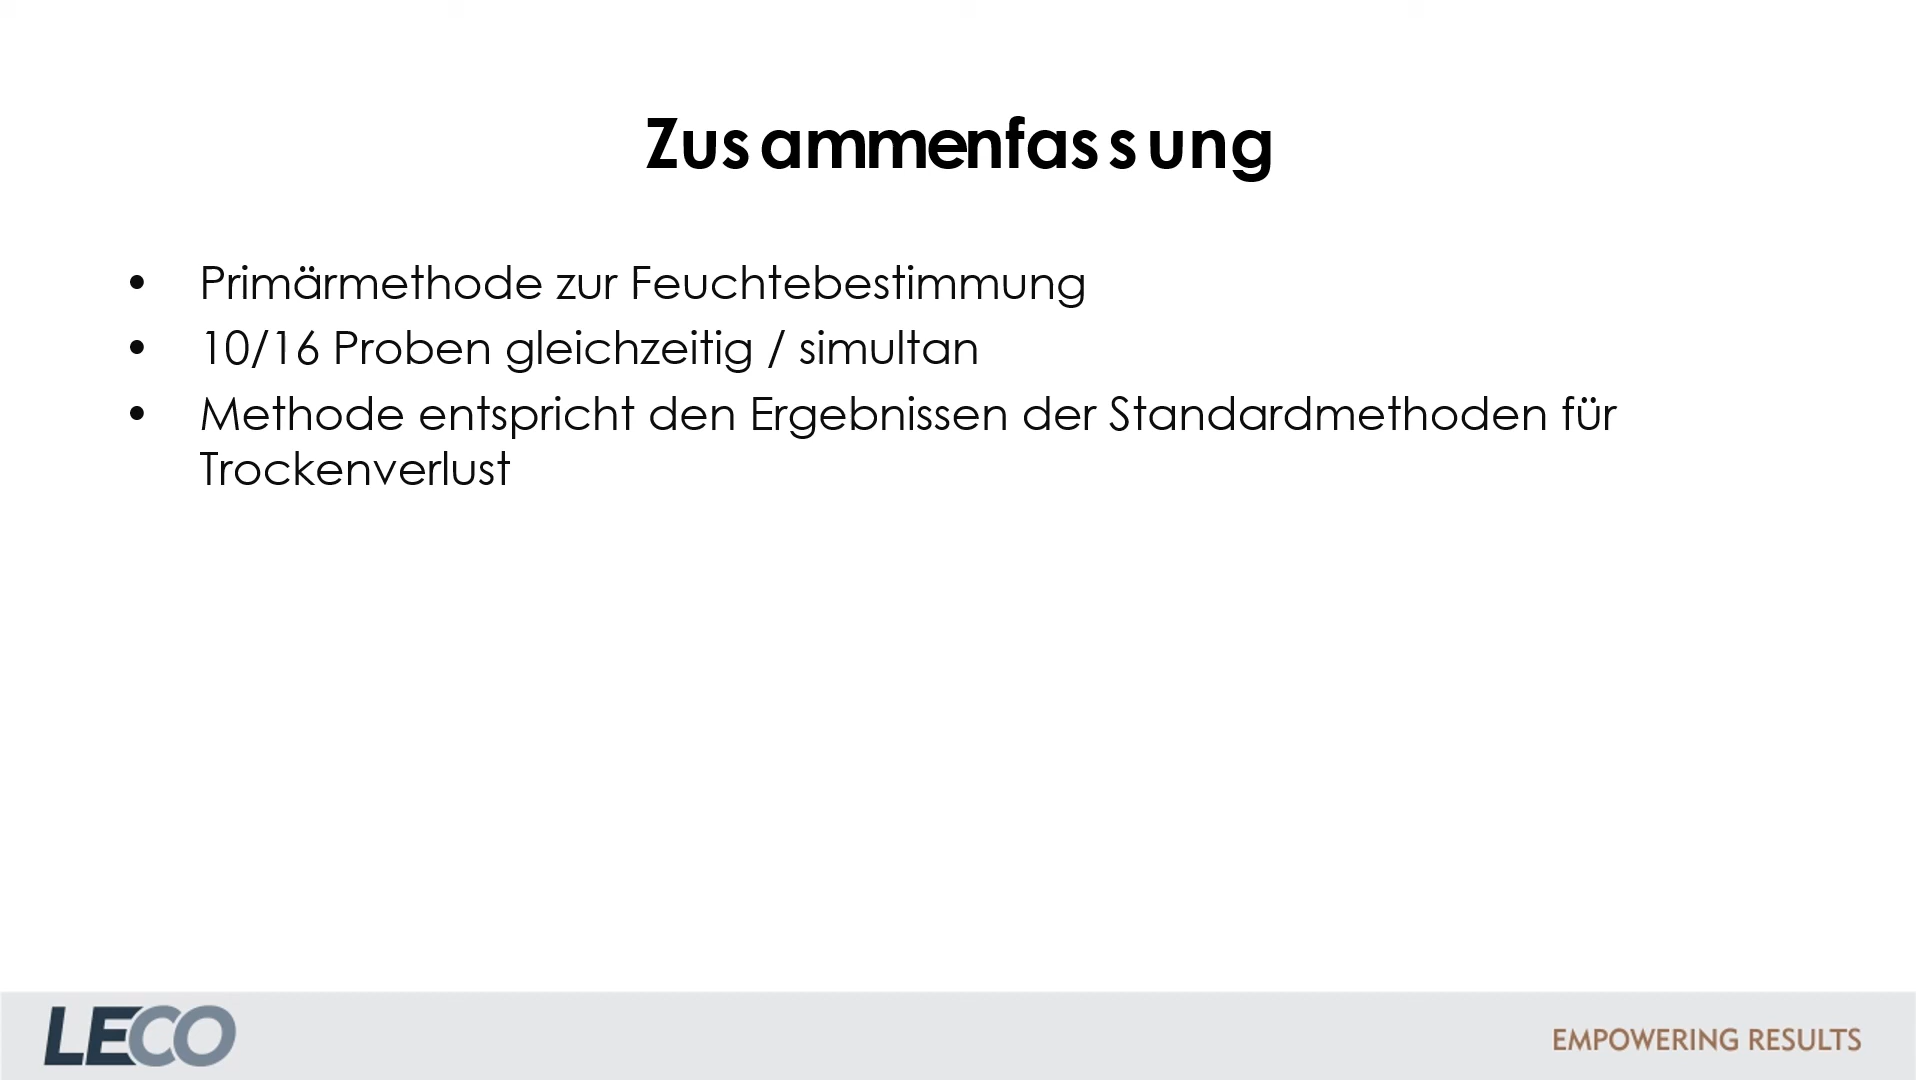 Zusammenfassung
• Primärmethode zur Feuchtebestimmung
• 10/16 Proben gleichzeitig / simultan
• Methode entspricht den Ergebnissen der Standardmethoden für
Trockenverlust
LECO
EMPOWERING RESULTS